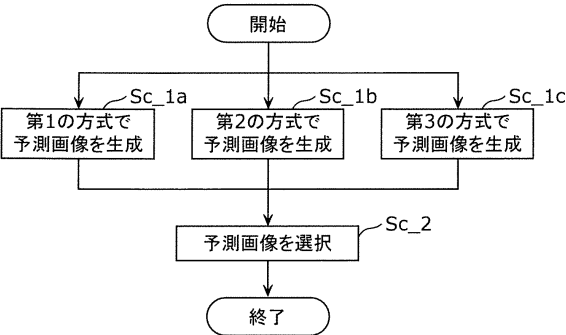 開始
Sc_1a
Sc_1b
Sc_1c
第1の方式で
予測画像を生成
第2の方式で
予測画像を生成
第3の方式で
予測画像を生成
Sc_2
予測画像を選択
終了